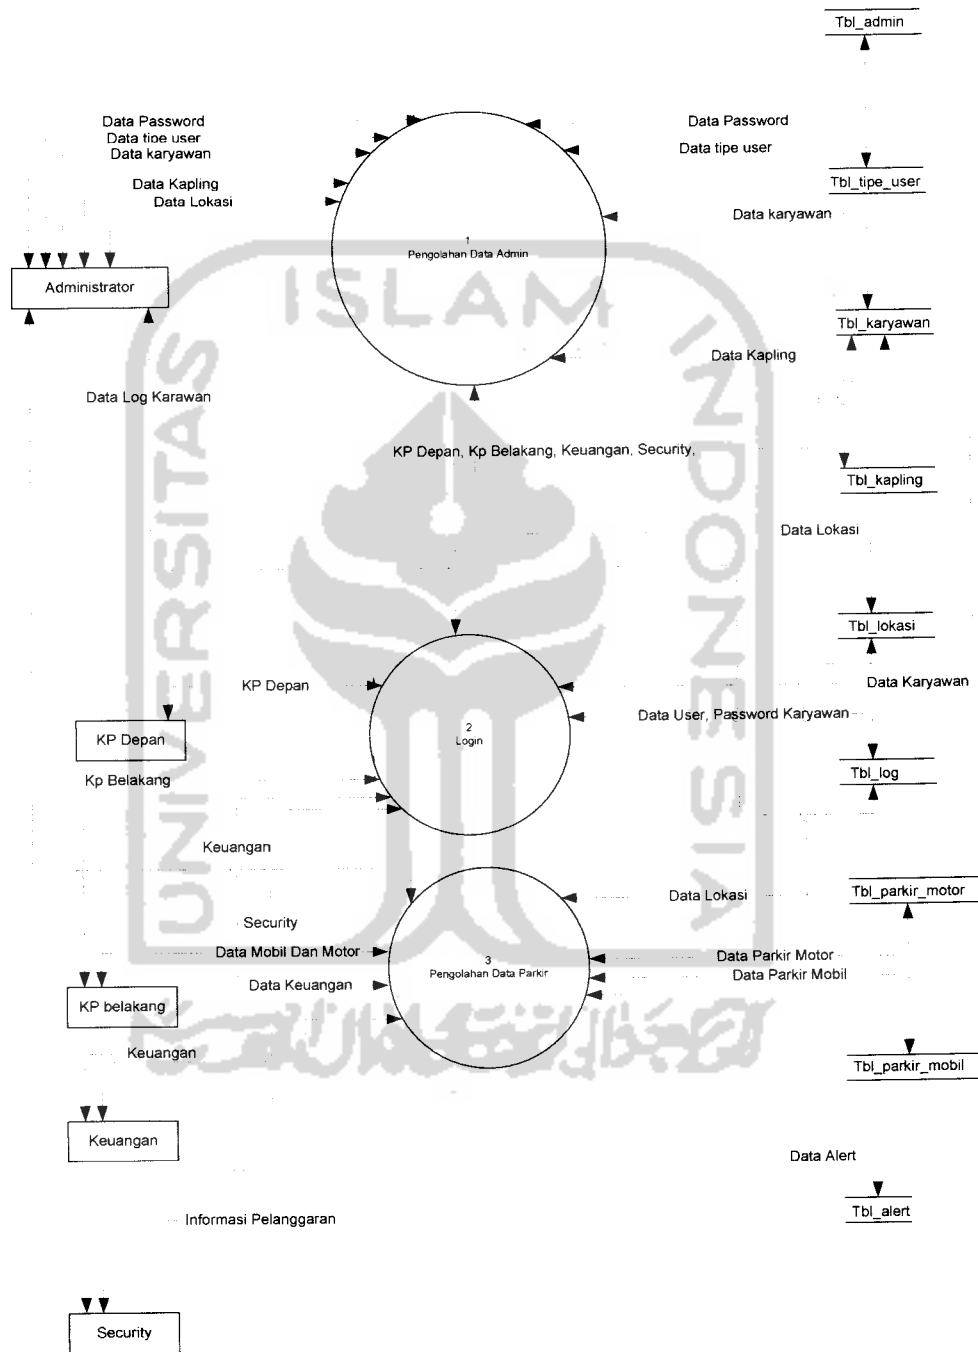 Tbl_admin
Data Password
Data tipe user
Data karyawan
Data Kapling
Data Lokasi
Data Password
Data tipe user
Tbl_tipe_user
Data karyawan
1
Pengolahan Data Admin
Administrator
ISLAM
Tbl_karyawan
Data Kapling
Data Log Karawan
KP Depan, Kp Belakang, Keuangan, Security,
Tbl_kapling
Data Lokasi
UNIVERSITAS
INDONESIA
Tbl_lokasi
KP Depan
Data Karyawan
Data User, Password Karyawan
2
Login
KP Depan
Kp Belakang
Tbl_log
Keuangan
Data Lokasi
Tbl_parkir_motor
Security
Data Mobil Dan Motor
Data Keuangan
3
Pengolahan Data Parkir
Data Parkir Motor
Data Parkir Mobil
KP belakang
Keuangan
Tbl_parkir_mobil
Keuangan
Data Alert
Informasi Pelanggaran
Tbl_alert
Security